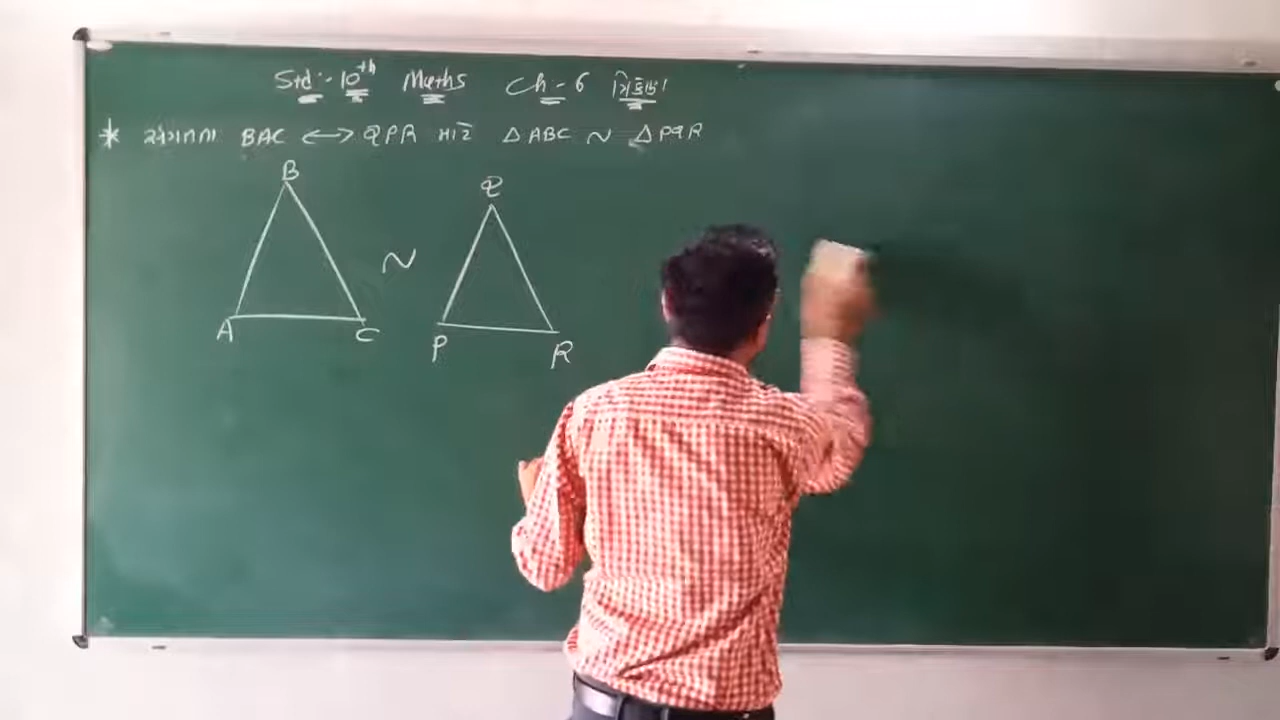 Std:- 10th Maths Ch-6 ત્રિકોણ
* સંગતતા BAC ↔ QPR માટે △ABC ~ △PQR
B
Q
~
A
C
P
R